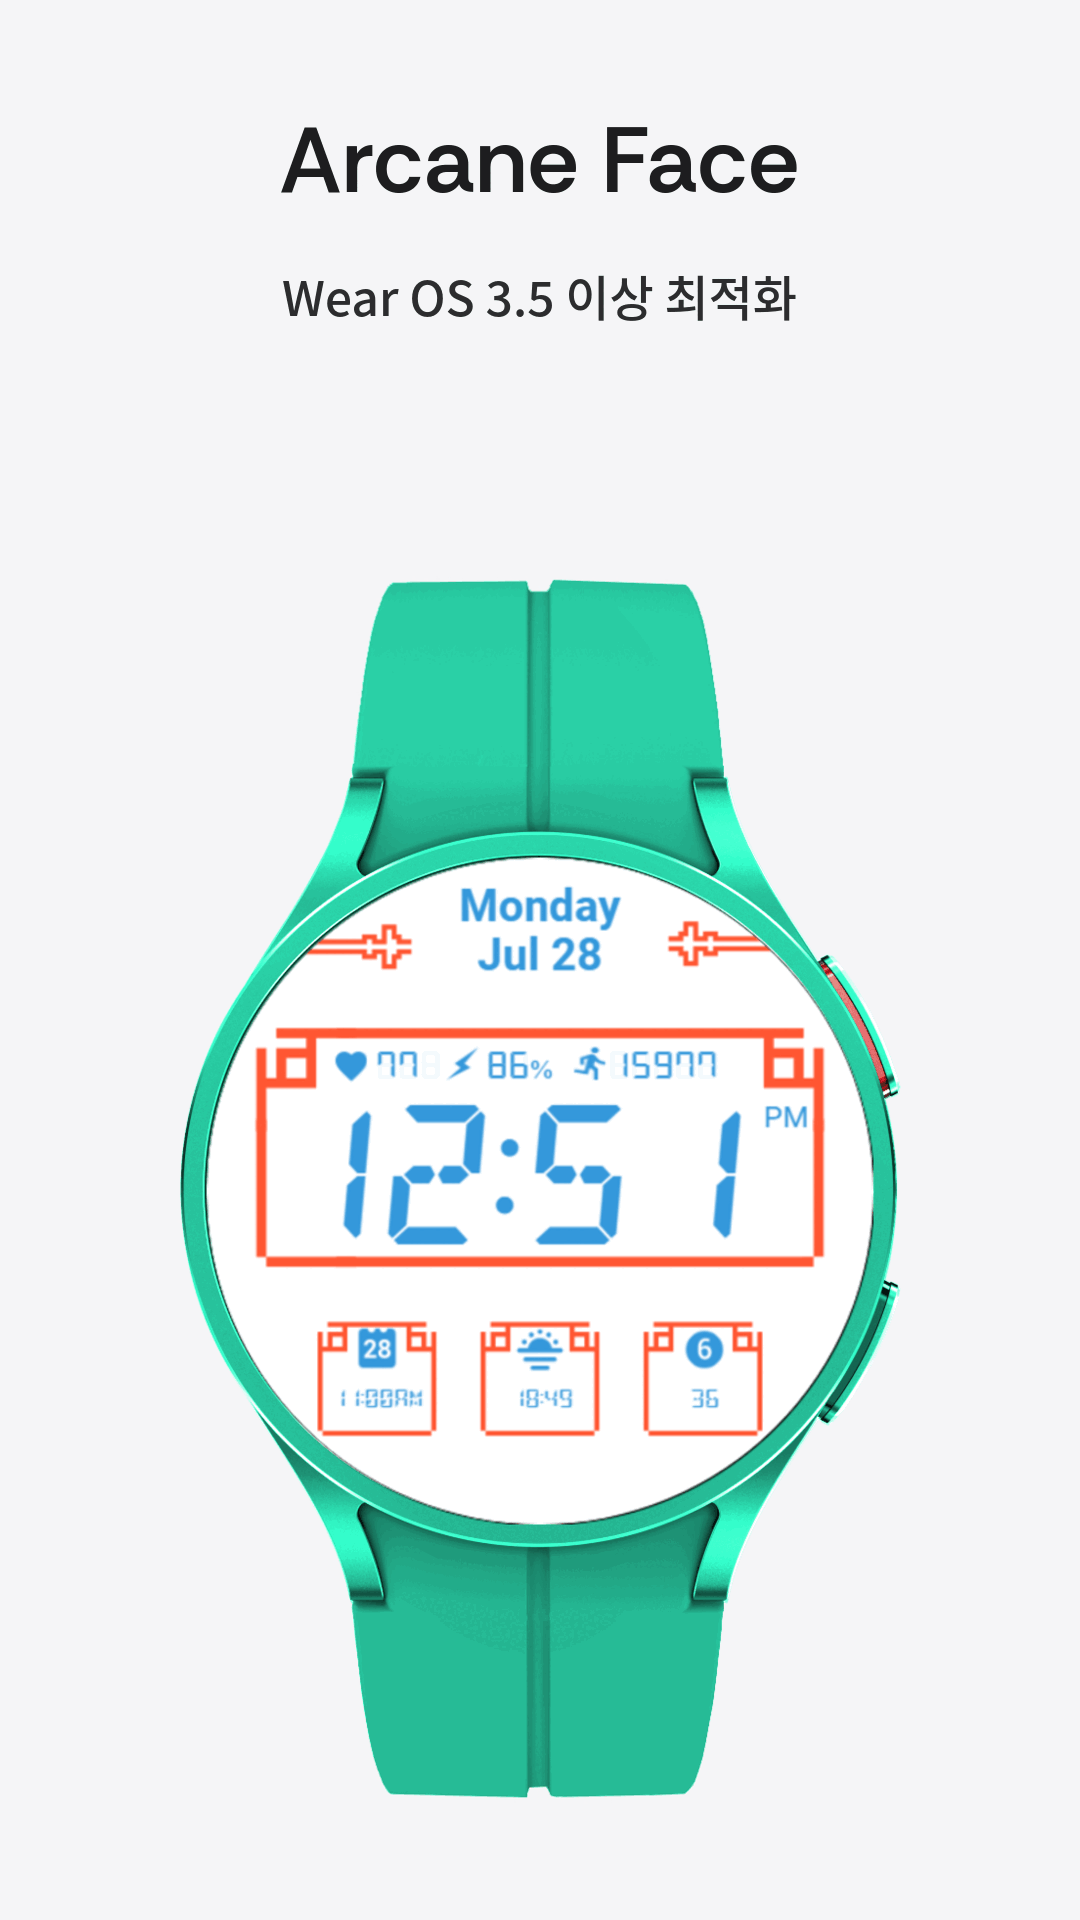 Arcane Face
Wear OS 3.5 이상 최적화
Monday
Jul 28
77 86% 15977
PM
12:51
28 6
11:00AM 18:49 36